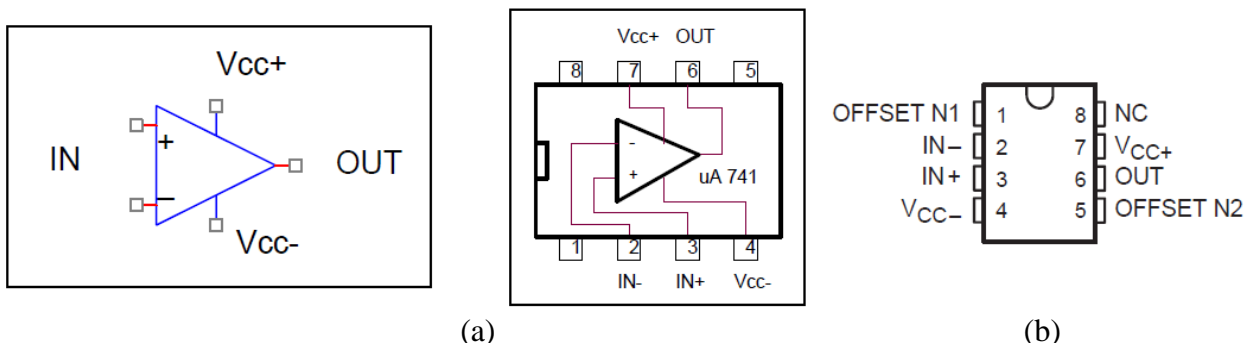 Vcc+
IN
+
−
OUT
Vcc-
Vcc+ OUT
8 7 6 5
-
+
uA 741
1 2 3 4
IN- IN+ Vcc-
OFFSET N1 1 8 NC
IN− 2 7 VCC+
IN+ 3 6 OUT
VCC− 4 5 OFFSET N2
(a) (b)